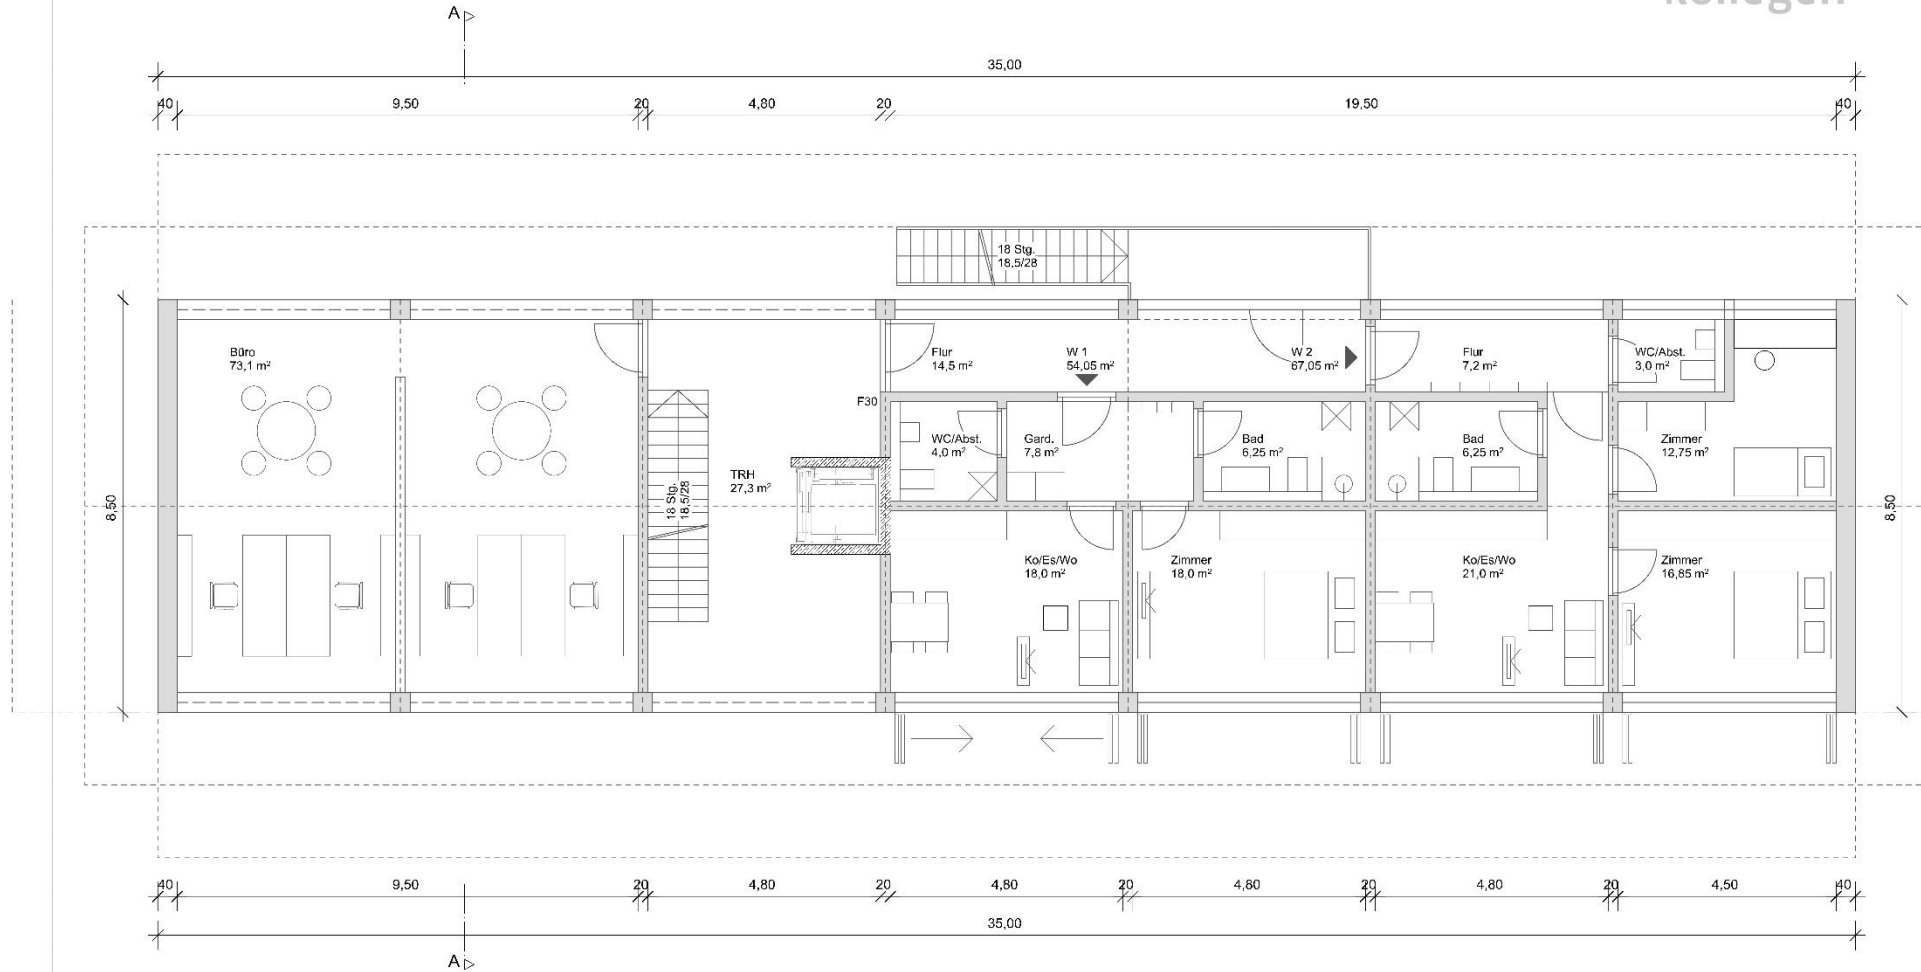 kollegen
A
35,00
40
9,50
20
4,80
20
19,50
40
18 Stg.
18,5/28
Büro
73,1 m²
Flur
14,5 m²
W 1
54,05 m²
W 2
67,05 m²
Flur
7,2 m²
WC/Abst.
3,0 m²
F30
WC/Abst.
4,0 m²
Gard.
7,8 m²
Bad
6,25 m²
Bad
6,25 m²
Zimmer
12,75 m²
TRH
27,3 m²
18 Stg.
18,5/28
8,50
8,50
Ko/Es/Wo
18,0 m²
Zimmer
18,0 m²
Ko/Es/Wo
21,0 m²
Zimmer
16,85 m²
40
9,50
20
4,80
20
4,80
20
4,80
20
4,80
20
4,50
40
35,00
A